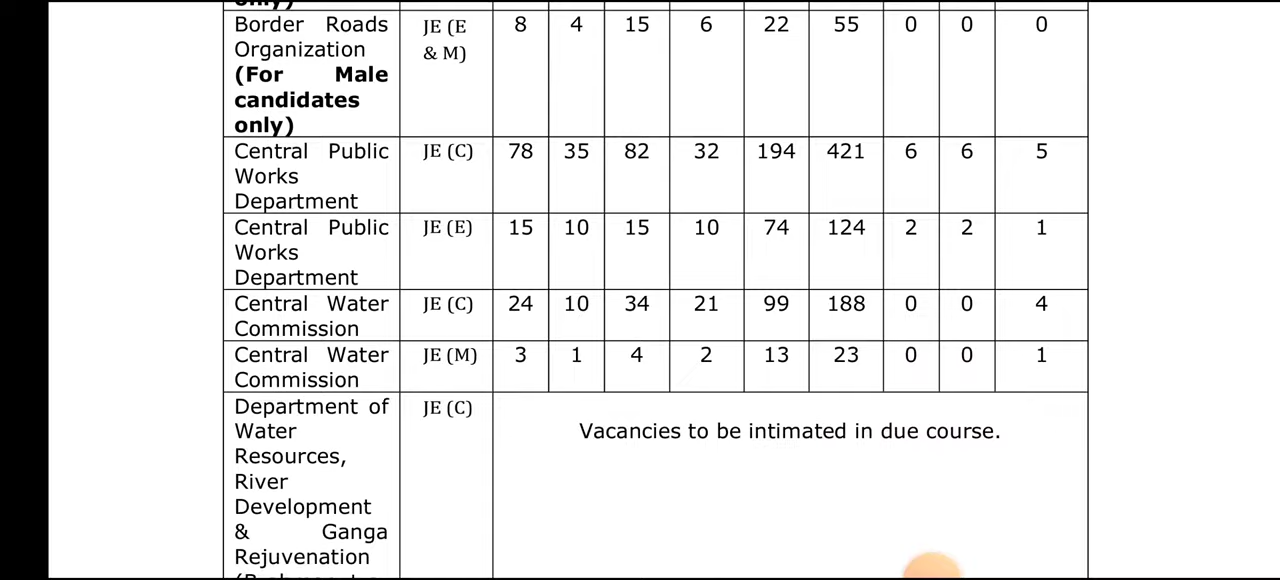 only)
Border Roads Organization (For Male candidates only) JE (E & M) 8 4 15 6 22 55 0 0 0
Central Public Works Department JE (C) 78 35 82 32 194 421 6 6 5
Central Public Works Department JE (E) 15 10 15 10 74 124 2 2 1
Central Water Commission JE (C) 24 10 34 21 99 188 0 0 4
Central Water Commission JE (M) 3 1 4 2 13 23 0 0 1
Department of Water Resources, River Development & Ganga Rejuvenation JE (C) Vacancies to be intimated in due course.